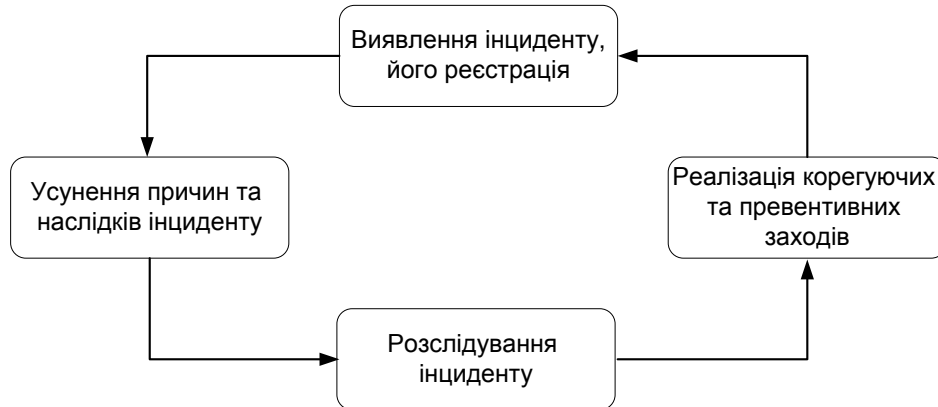 Виявлення інциденту,
його реєстрація
Усунення причин та
наслідків інциденту
Реалізація корегуючих
та превентивних
заходів
Розслідування
інциденту